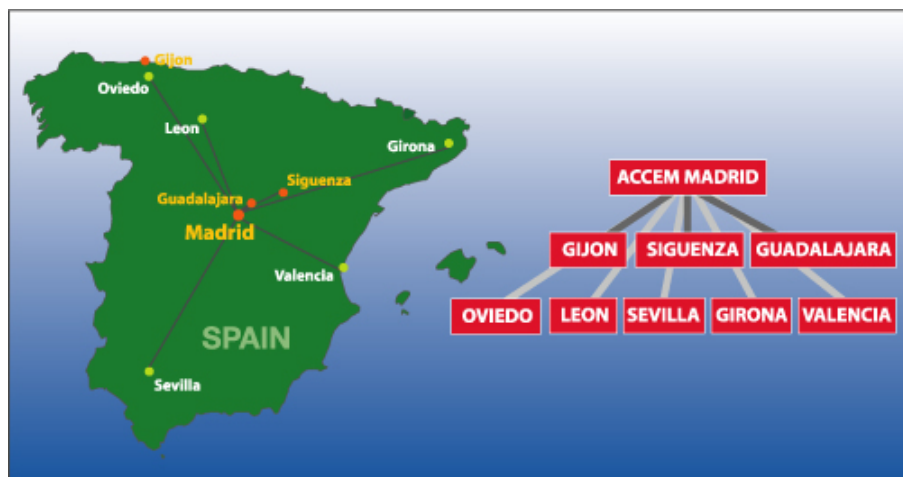 Gijon
Oviedo
Leon
Girona
Siguenza
Guadalajara
Madrid
Valencia
SPAIN
Sevilla
ACCEM MADRID
GIJON SIGUENZA GUADALAJARA
OVIEDO LEON SEVILLA GIRONA VALENCIA